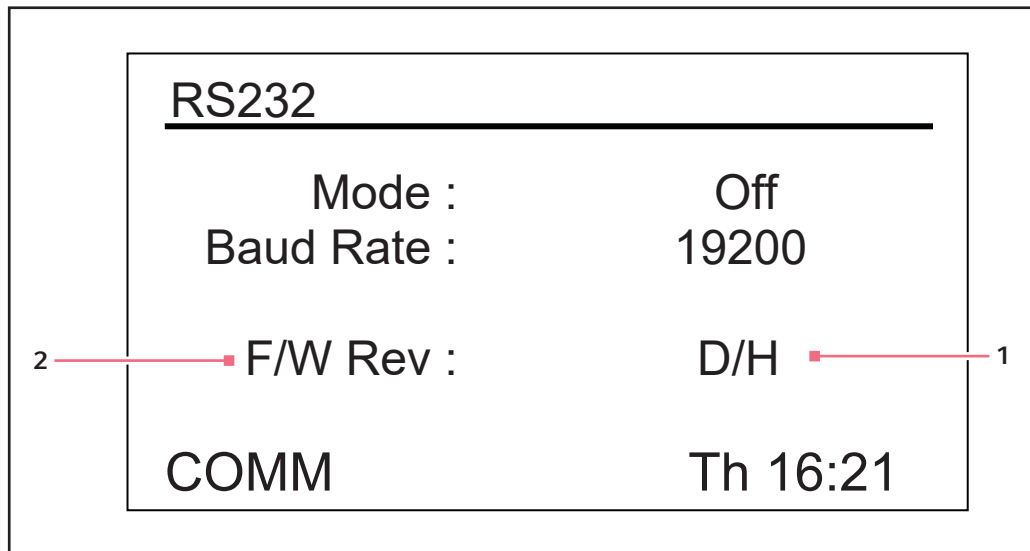 RS232
Mode : Off
Baud Rate : 19200
2 F/W Rev : D/H 1
COMM Th 16:21